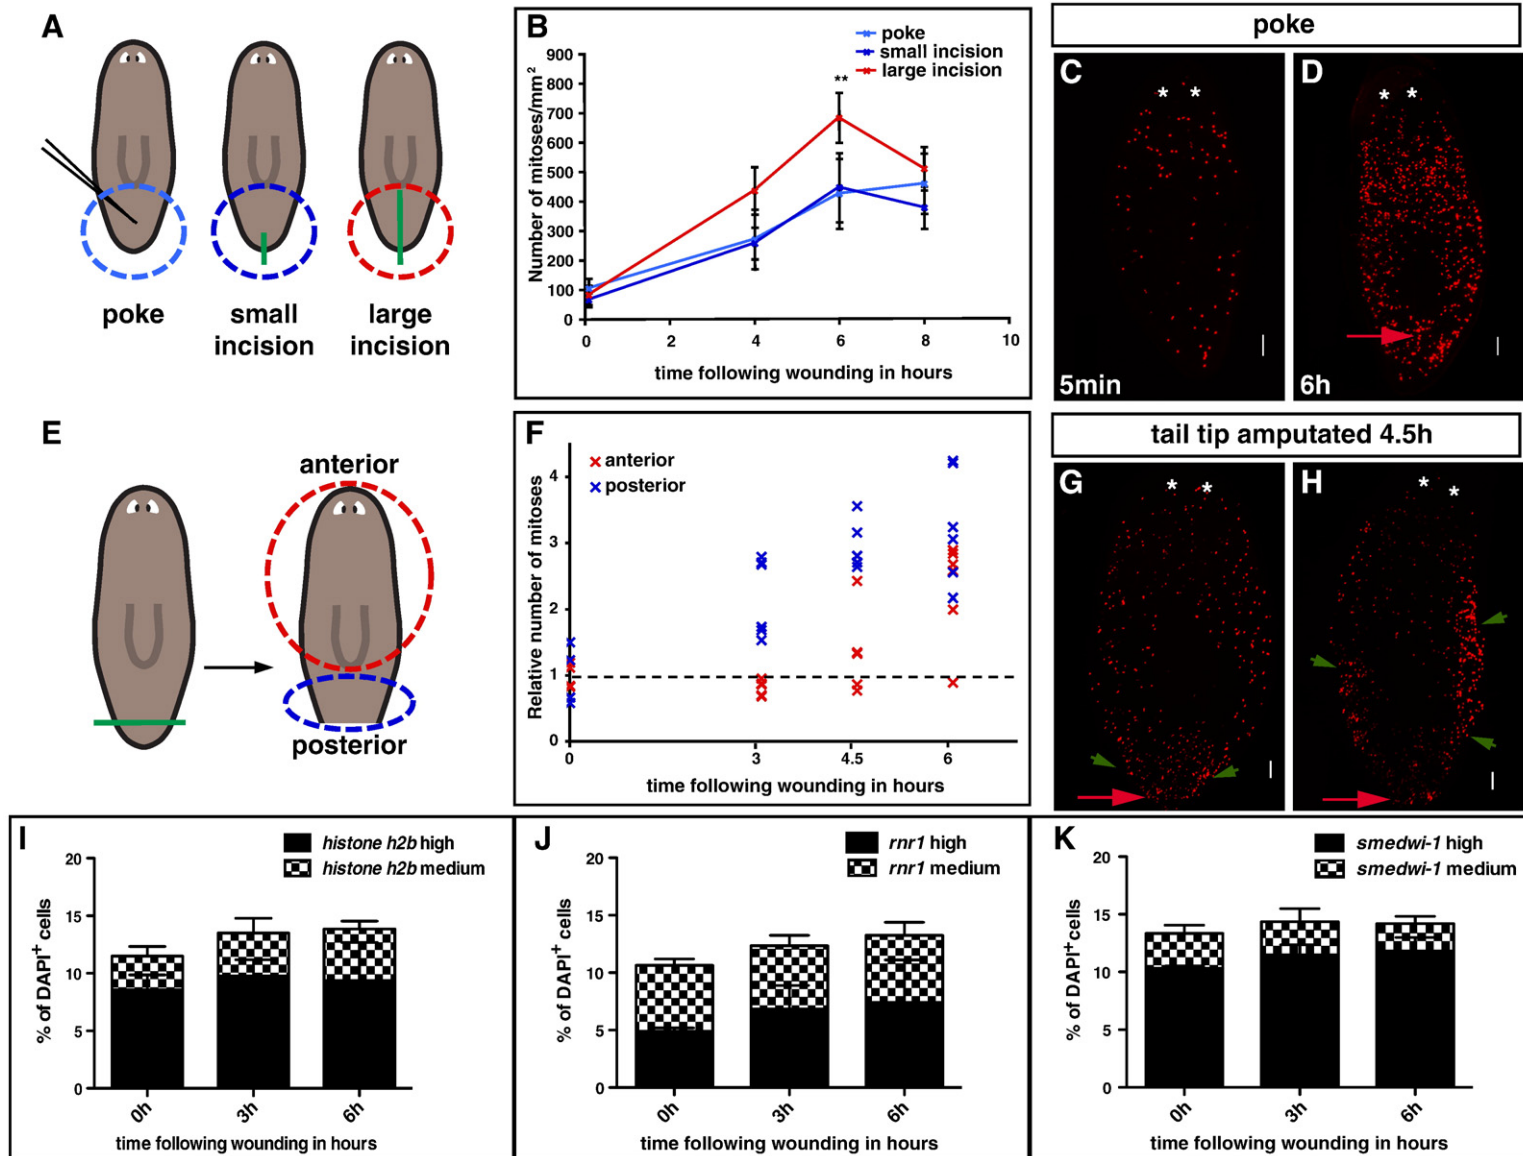 A
poke
small
incision
large
incision
B
poke
small incision
large incision
**
Number of mitoses/mm²
900
800
700
600
500
400
300
200
100
0
0 2 4 6 8 10
time following wounding in hours
poke
C
* *
5min
D
* *
6h
E
anterior
posterior
F
anterior
posterior
Relative number of mitoses
4
3
2
1
0
0 3 4.5 6
time following wounding in hours
tail tip amputated 4.5h
G
* *
H
* *
I
histone h2b high
histone h2b medium
% of DAPI⁺ cells
20
15
10
5
0
0h 3h 6h
time following wounding in hours
J
rnr1 high
rnr1 medium
% of DAPI⁺ cells
20
15
10
5
0
0h 3h 6h
time following wounding in hours
K
smedwi-1 high
smedwi-1 medium
% of DAPI⁺ cells
20
15
10
5
0
0h 3h 6h
time following wounding in hours